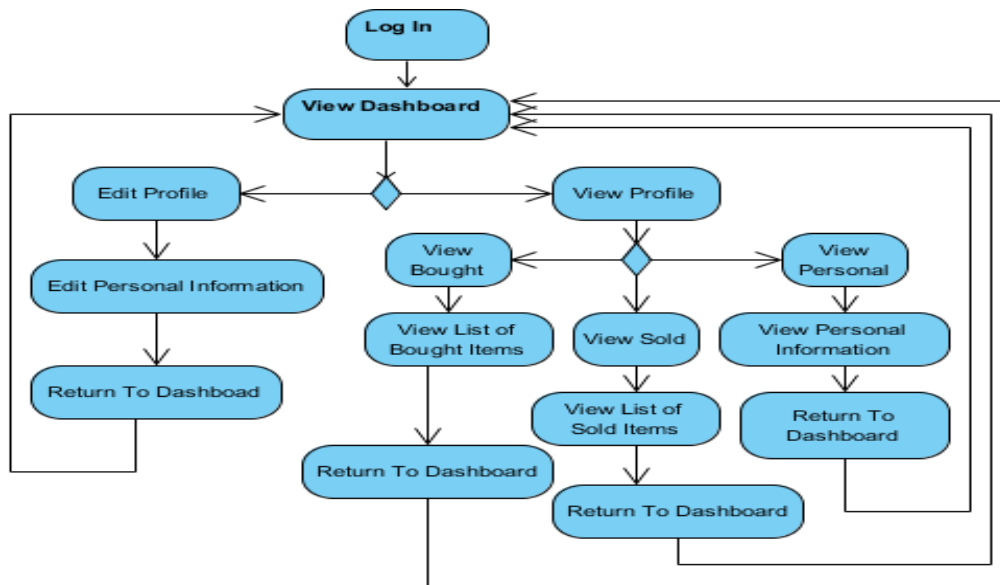 Log In
View Dashboard
Edit Profile
View Profile
View
Bought
View
Personal
Edit Personal Information
View List of
Bought Items
View Sold
View Personal
Information
Return To Dashboad
View List of
Sold Items
Return To
Dashboard
Return To Dashboard
Return To Dashboard